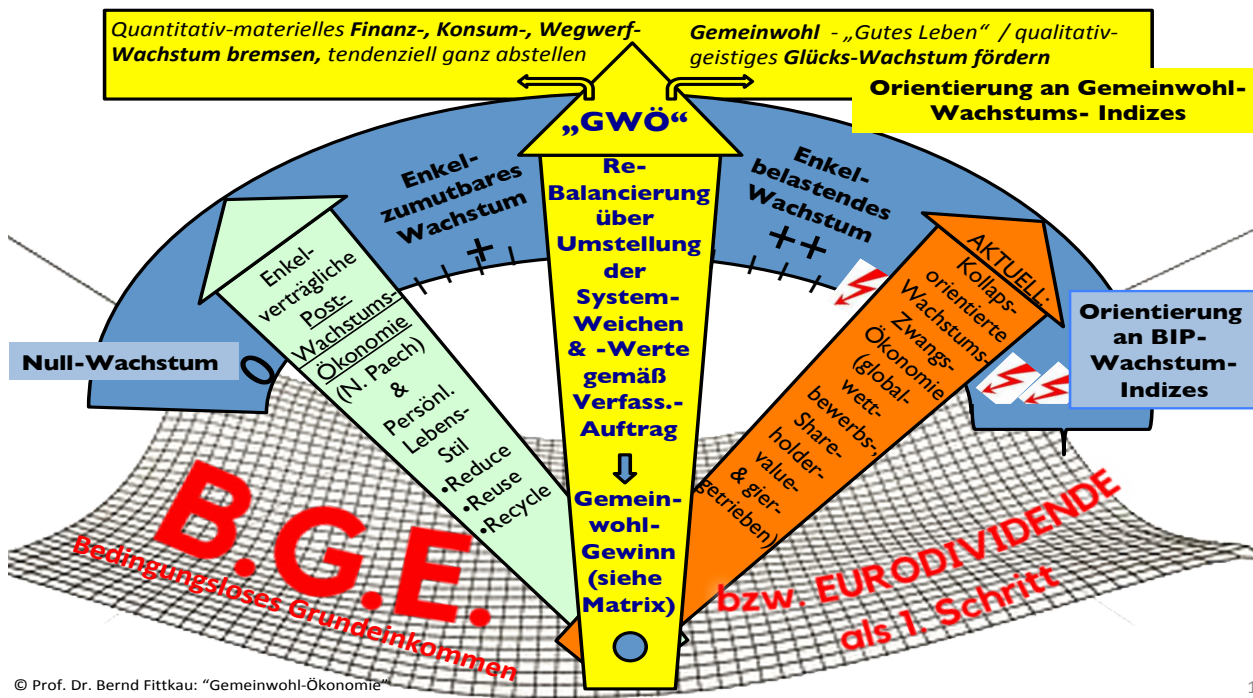 Quantitativ-materielles Finanz-, Konsum-, Wegwerf-
Wachstum bremsen, tendenziell ganz abstellen
Gemeinwohl - „Gutes Leben“ / qualitativ-
geistiges Glücks-Wachstum fördern
Orientierung an Gemeinwohl-
Wachstums- Indizes
„GWÖ“
Re-
Balancierung
über
Umstellung
der
System-
Weichen
& -Werte
gemäß
Verfass.-
Auftrag
Gemein-
wohl-
Gewinn
(siehe
Matrix)
Enkel-
zumutbares
Wachstum
+
Enkel-
belastendes
Wachstum
++
Null-Wachstum
0
Enkel-
verträgliche
Post-
Wachstums-
Ökonomie
(N. Paech)
&
Persönl.
Lebens-
Stil
•Reduce
•Reuse
•Recycle
AKTUELL:
Kollaps-
orientierte
Wachstums-
Zwangs-
Ökonomie
(global-
wett-
bewerbs-,
Share-
holder-
value-
& gier-
getrieben)
Orientierung
an BIP-
Wachstum-
Indizes
B.G.E.
Bedingungsloses Grundeinkommen
bzw. EURODIVIDENDE
als 1. Schritt
© Prof. Dr. Bernd Fittkau: “Gemeinwohl-Ökonomie”
1